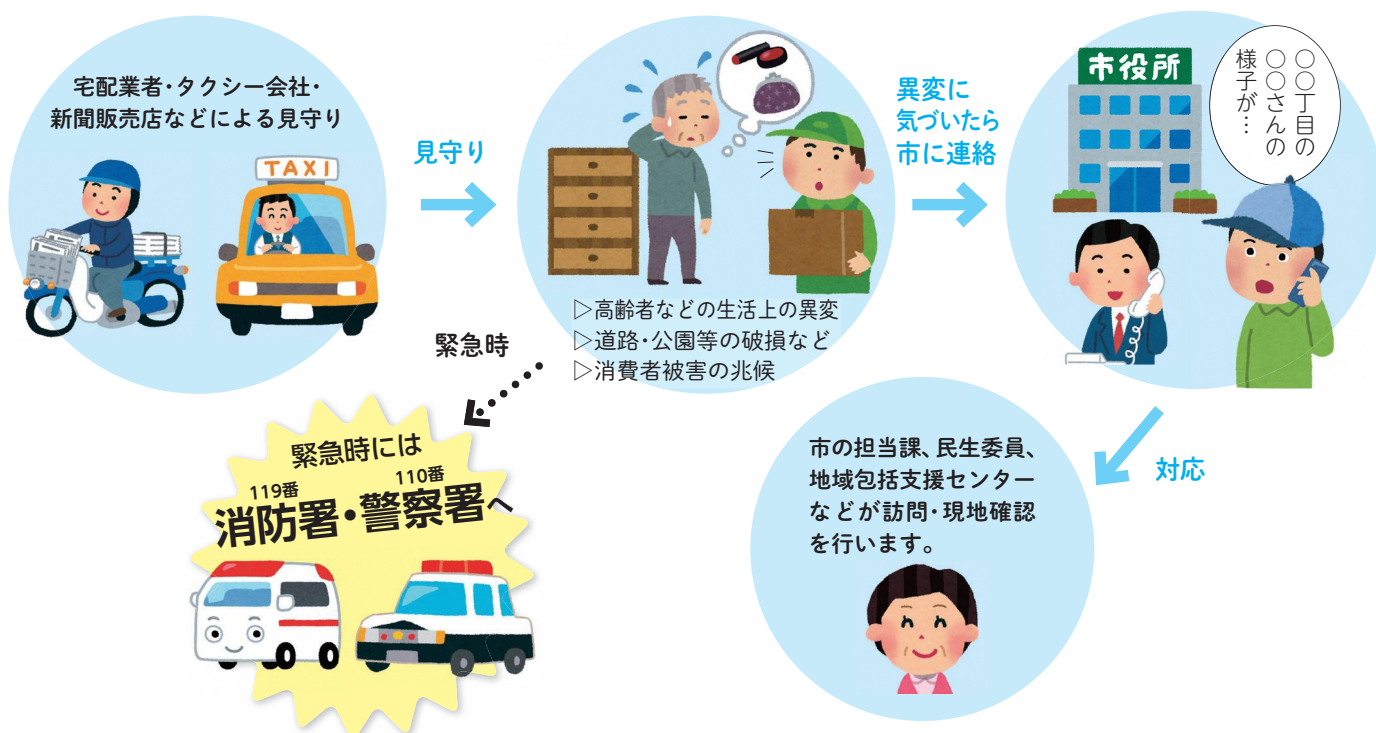 宅配業者・タクシー会社・
新聞販売店などによる見守り
TAXI
見守り
▷高齢者などの生活上の異変
▷道路・公園等の破損など
▷消費者被害の兆候
異変に
気づいたら
市に連絡
市役所
○○丁目の
○○さんの
様子が…
対応
市の担当課、民生委員、
地域包括支援センター
などが訪問・現地確認
を行います。
緊急時
緊急時には
119番 110番
消防署・警察署へ